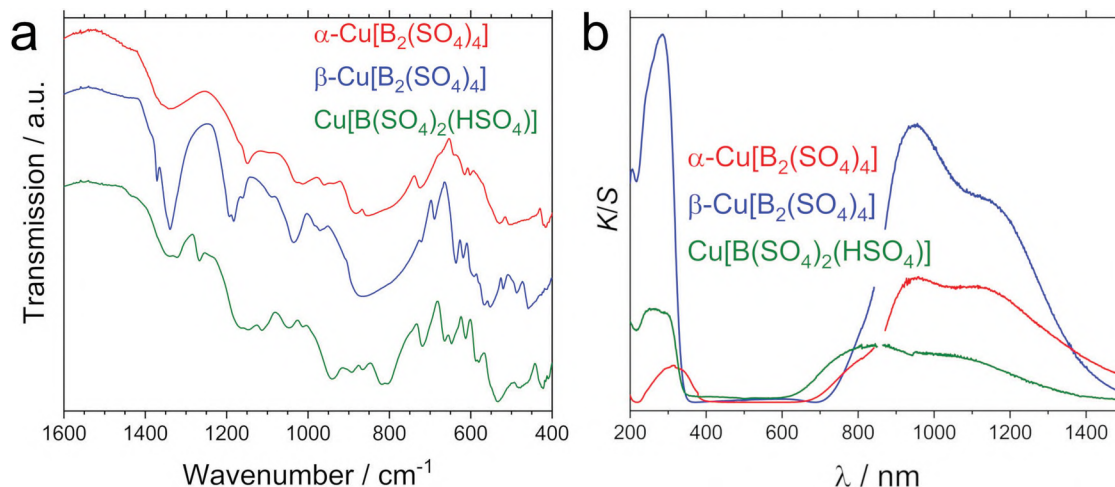 a
α-Cu[B₂(SO₄)₄]
β-Cu[B₂(SO₄)₄]
Cu[B(SO₄)₂(HSO₄)]
Transmission / a.u.
1600 1400 1200 1000 800 600 400
Wavenumber / cm⁻¹
b
α-Cu[B₂(SO₄)₄]
β-Cu[B₂(SO₄)₄]
Cu[B(SO₄)₂(HSO₄)]
K/S
200 400 600 800 1000 1200 1400
λ / nm